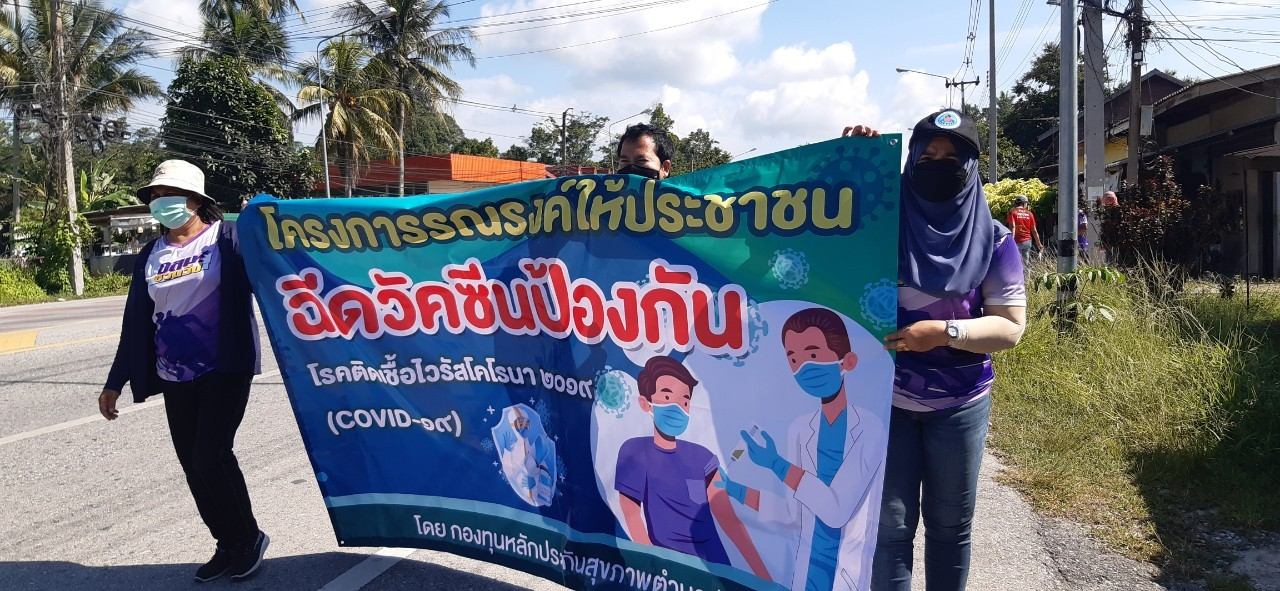 โครงการรณรงค์ให้ประชาชน
ฉีดวัคซีนป้องกัน
โรคติดเชื้อไวรัสโคโรนา ๒๐๑๙
(COVID-๑๙)
โดย กองทุนหลักประกันสุขภาพตำบล